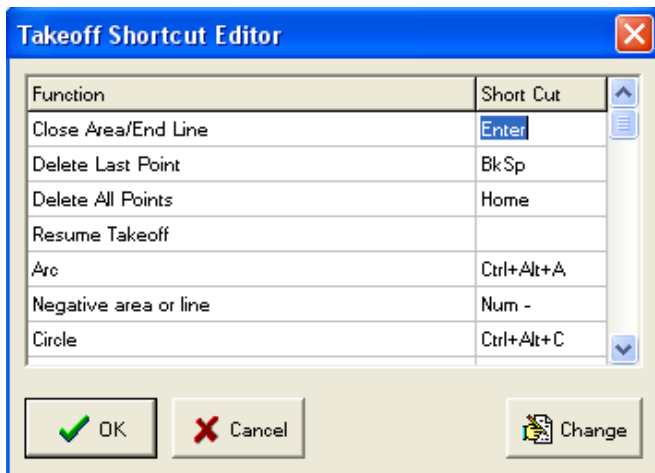 Takeoff Shortcut Editor
Function Short Cut
Close Area/End Line Enter
Delete Last Point BkSp
Delete All Points Home
Resume Takeoff
Arc Ctrl+Alt+A
Negative area or line Num -
Circle Ctrl+Alt+C
OK Cancel Change